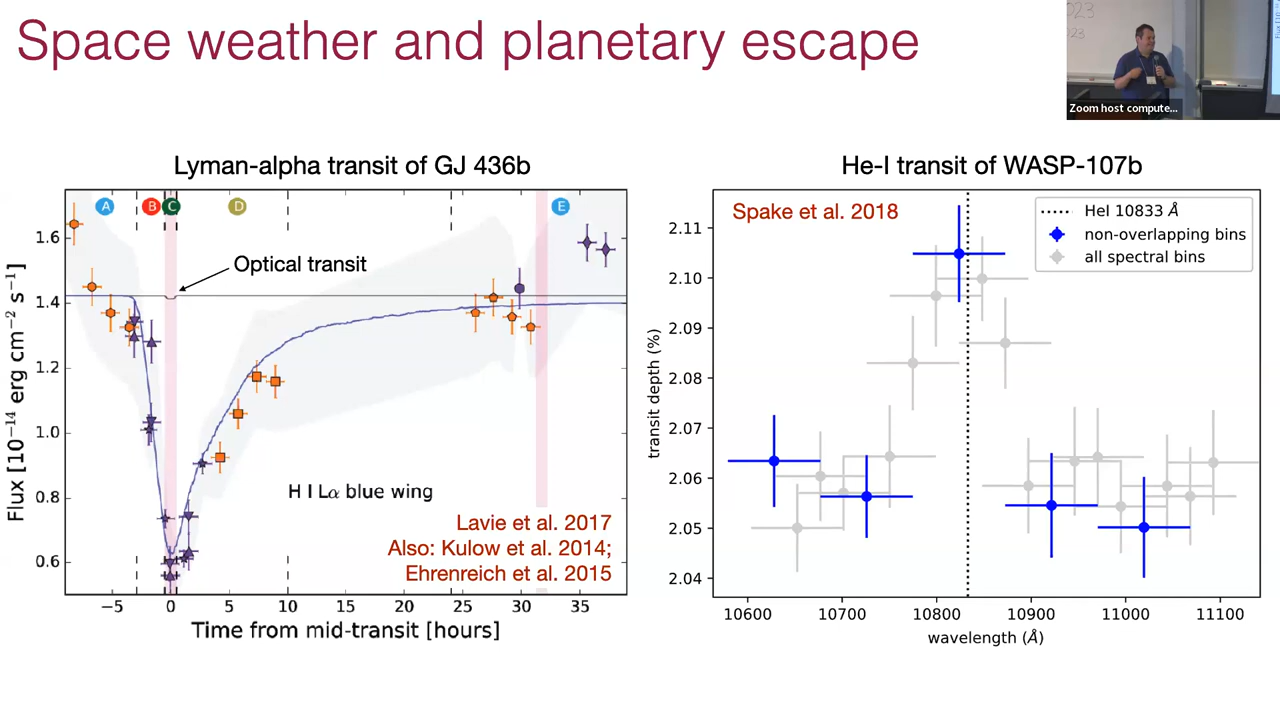 Space weather and planetary escape
023
023
Zoom host compute...
Lyman-alpha transit of GJ 436b
A B C D E
Optical transit
H I Lα blue wing
Lavie et al. 2017
Also: Kulow et al. 2014;
Ehrenreich et al. 2015
Flux [10⁻¹⁴ erg cm⁻² s⁻¹]
1.6
1.4
1.2
1.0
0.8
0.6
−5 0 5 10 15 20 25 30 35
Time from mid-transit [hours]
He-I transit of WASP-107b
Spake et al. 2018
HeI 10833 Å
non-overlapping bins
all spectral bins
transit depth (%)
2.11
2.10
2.09
2.08
2.07
2.06
2.05
2.04
10600 10700 10800 10900 11000 11100
wavelength (Å)